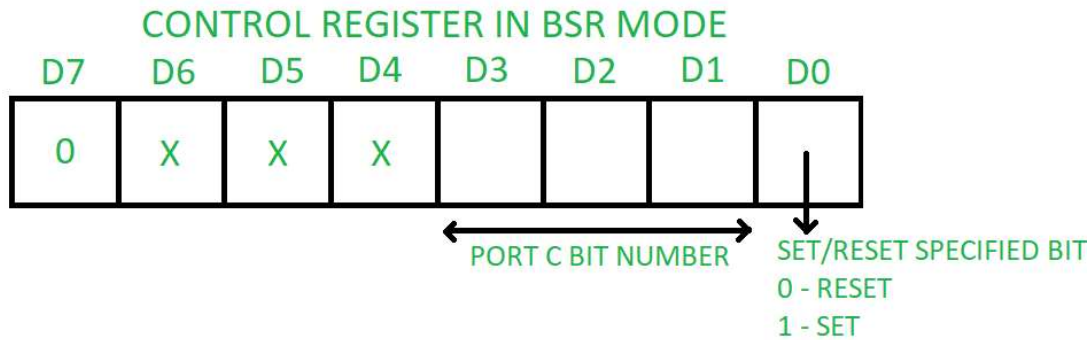 CONTROL REGISTER IN BSR MODE
D7 D6 D5 D4 D3 D2 D1 D0
0 X X X
PORT C BIT NUMBER
SET/RESET SPECIFIED BIT
0 - RESET
1 - SET